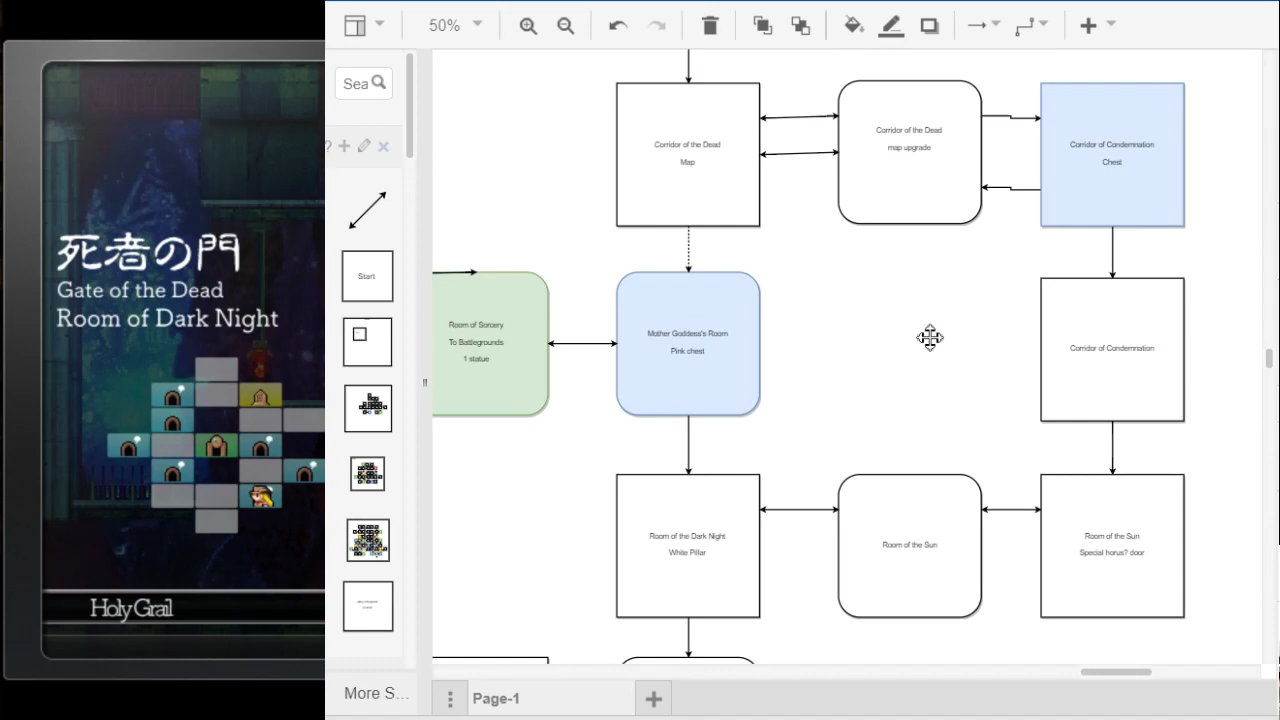 死者の門
Gate of the Dead
Room of Dark Night
Holy Grail
50%
Sea
?
Start
More S...
Page-1
Corridor of the Dead
Map
Corridor of the Dead
map upgrade
Corridor of Condemnation
Chest
Room of Sorcery
To Battlegrounds
1 statue
Mother Goddess's Room
Pink chest
Corridor of Condemnation
Room of the Dark Night
White Pillar
Room of the Sun
Room of the Sun
Special horus? door